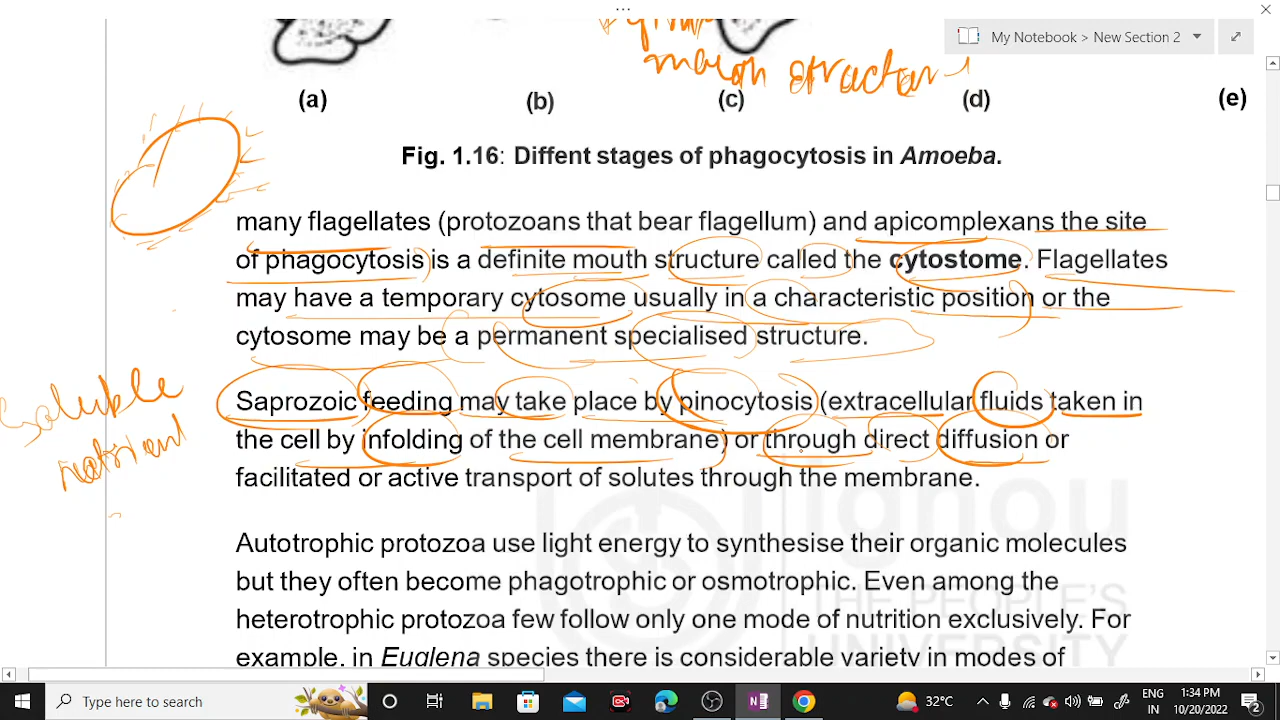 My Notebook > New Section 2
mouth structure
(a) (b) (c) (d) (e)
Fig. 1.16: Diffent stages of phagocytosis in Amoeba.
many flagellates (protozoans that bear flagellum) and apicomplexans the site
of phagocytosis is a definite mouth structure called the cytostome. Flagellates
may have a temporary cytosome usually in a characteristic position or the
cytosome may be a permanent specialised structure.
Saprozoic feeding may take place by pinocytosis (extracellular fluids taken in
the cell by infolding of the cell membrane) or through direct diffusion or
facilitated or active transport of solutes through the membrane.
Soluble
nutrient
Autotrophic protozoa use light energy to synthesise their organic molecules
but they often become phagotrophic or osmotrophic. Even among the
heterotrophic protozoa few follow only one mode of nutrition exclusively. For
example, in Euglena species there is considerable variety in modes of
ignou
THE PEOPLE'S
UNIVERSITY
Type here to search
32°C
ENG
IN
1:34 PM
10/20/2022
2